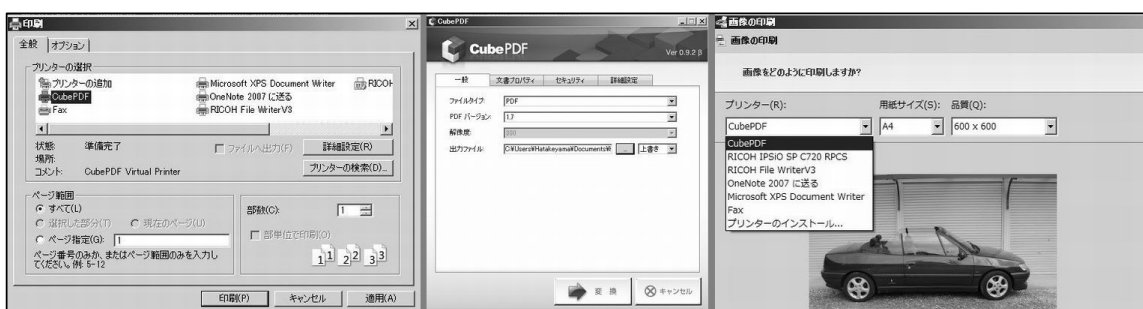 印刷
全般 オプション
プリンターの選択
プリンターの追加
CubePDF
Fax
Microsoft XPS Document Writer
OneNote 2007 に送る
RICOH File WriterV3
RICOH
状態: 準備完了
場所:
コメント: CubePDF Virtual Printer
ファイルへ出力(F)
詳細設定(R)
プリンターの検索(D)...
ページ範囲
すべて(L)
選択した部分(T) 現在のページ(U)
ページ指定(G): 1
ページ番号のみか、またはページ範囲のみを入力し
てください。例: 5-12
部数(C): 1
部単位で印刷(O)
1 1 2 2 3 3
印刷(P) キャンセル 適用(A)
CubePDF
CubePDF
Ver 0.9.2 β
一般 文書プロパティ セキュリティ 詳細設定
ファイルタイプ: PDF
PDF バージョン: 1.7
解像度:
出力ファイル: C:¥Users¥Hatakeyama¥Documents¥ ... 上書き
変換 キャンセル
画像の印刷
画像の印刷
画像をどのように印刷しますか?
プリンター(R): 用紙サイズ(S): 品質(Q):
CubePDF A4 600 x 600
CubePDF
RICOH IPSiO SP C720 RPCS
RICOH File WriterV3
OneNote 2007 に送る
Microsoft XPS Document Writer
Fax
プリンターのインストール...